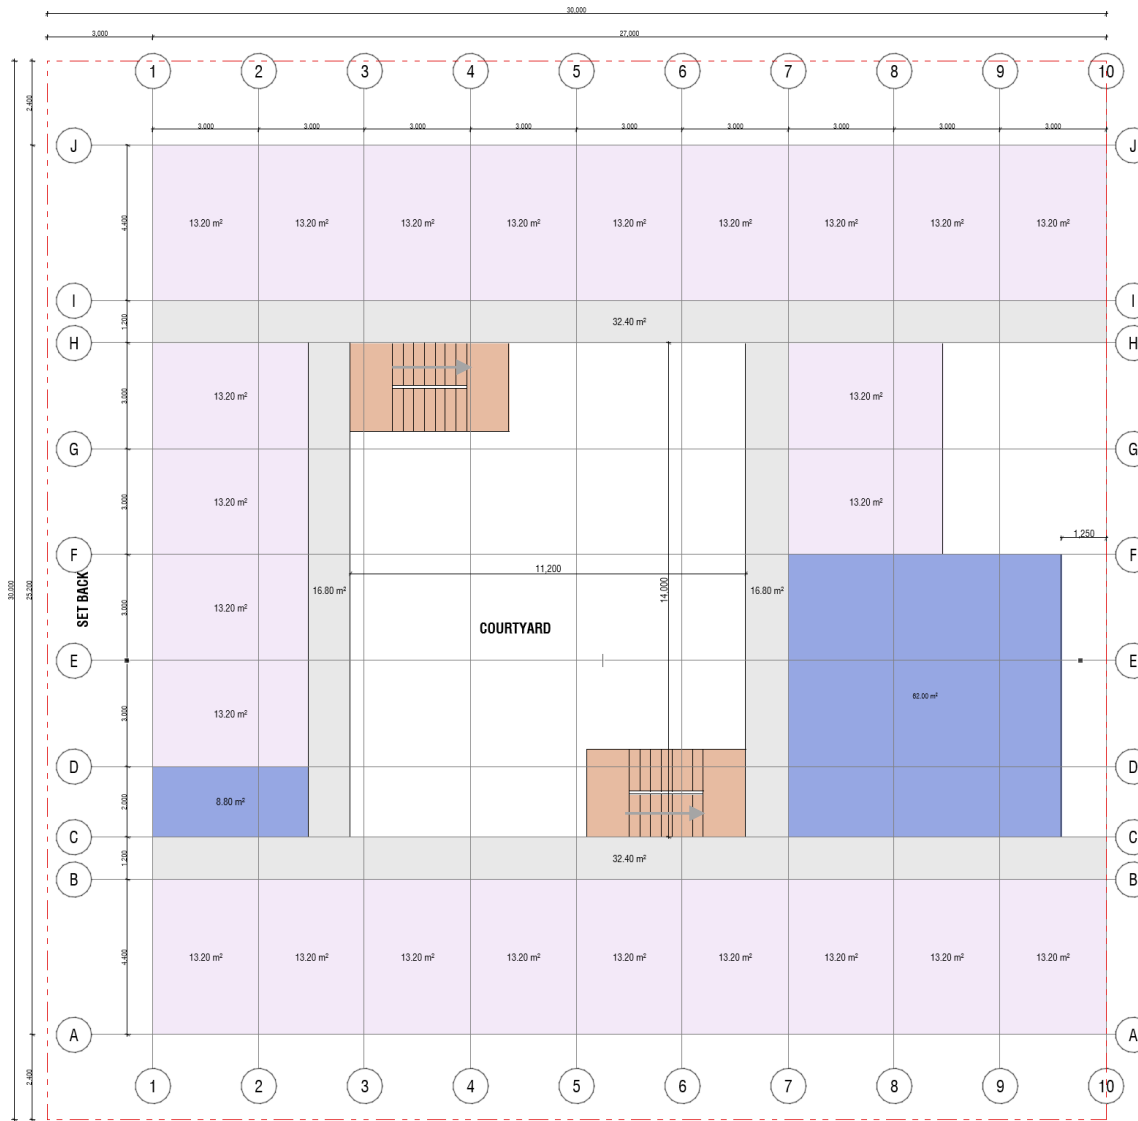 30,000
3,000 27,000
1 2 3 4 5 6 7 8 9 10
2,400
3,000 3,000 3,000 3,000 3,000 3,000 3,000 3,000 3,000
J J
4,400 13.20 m² 13.20 m² 13.20 m² 13.20 m² 13.20 m² 13.20 m² 13.20 m² 13.20 m² 13.20 m²
I I
1,200 32.40 m²
H H
3,000 13.20 m² 13.20 m²
G G
3,000 13.20 m² 13.20 m²
1,250
F F
11,200
30,000 25,200 SET BACK 3,000 13.20 m² 16.80 m² 14,000 16.80 m²
COURTYARD
E E
62.00 m²
3,000 13.20 m²
D D
2,000 8.80 m²
C C
1,200 32.40 m²
B B
4,400 13.20 m² 13.20 m² 13.20 m² 13.20 m² 13.20 m² 13.20 m² 13.20 m² 13.20 m² 13.20 m²
A A
2,400
1 2 3 4 5 6 7 8 9 10